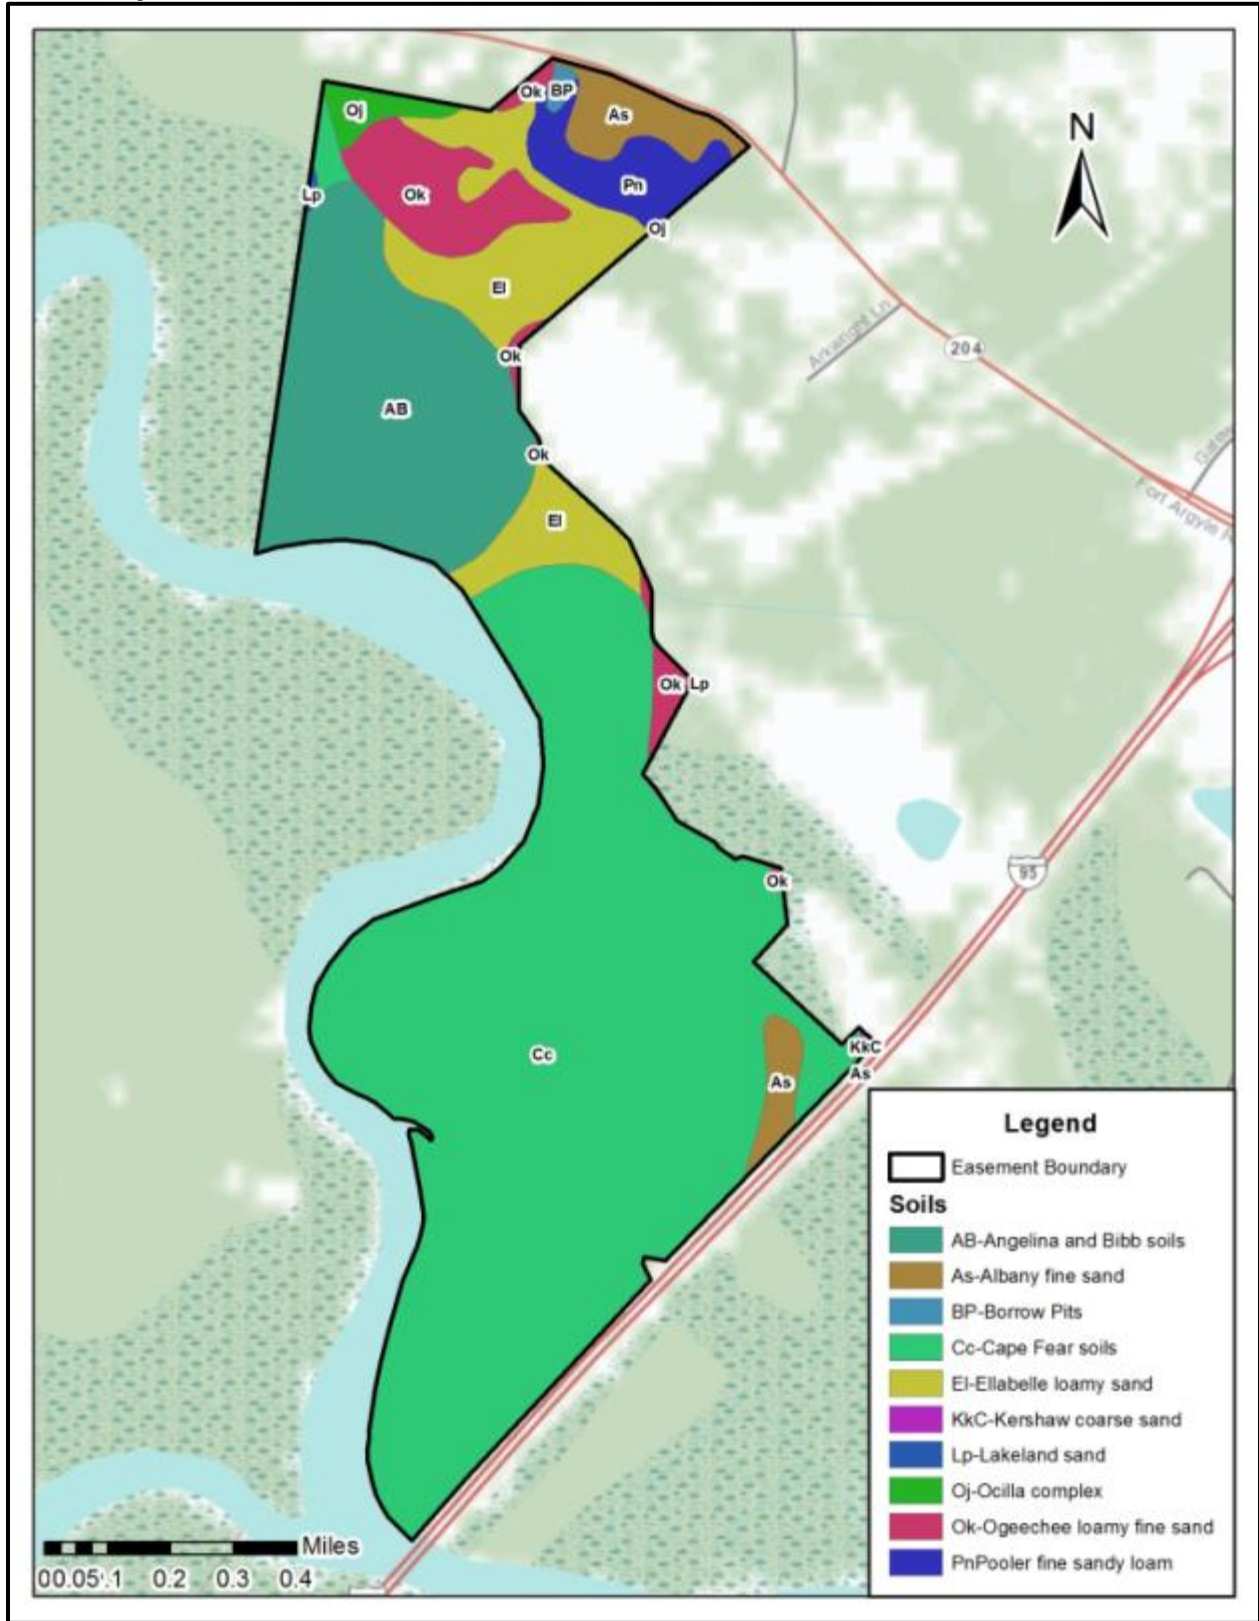 Ok BP
Oj
As
N
Pn
Lp
Ok
Oj
El
Arkwright Ln
204
Ok
AB
Ok
Fort Argyle R
El
Ok Lp
95
Ok
Cc
KkC
As
As
Legend
Easement Boundary
Soils
AB-Angelina and Bibb soils
As-Albany fine sand
BP-Borrow Pits
Cc-Cape Fear soils
El-Ellabelle loamy sand
KkC-Kershaw coarse sand
Lp-Lakeland sand
Oj-Ocilla complex
Ok-Ogeechee loamy fine sand
PnPooler fine sandy loam
Miles
0 0.05 .1 0.2 0.3 0.4